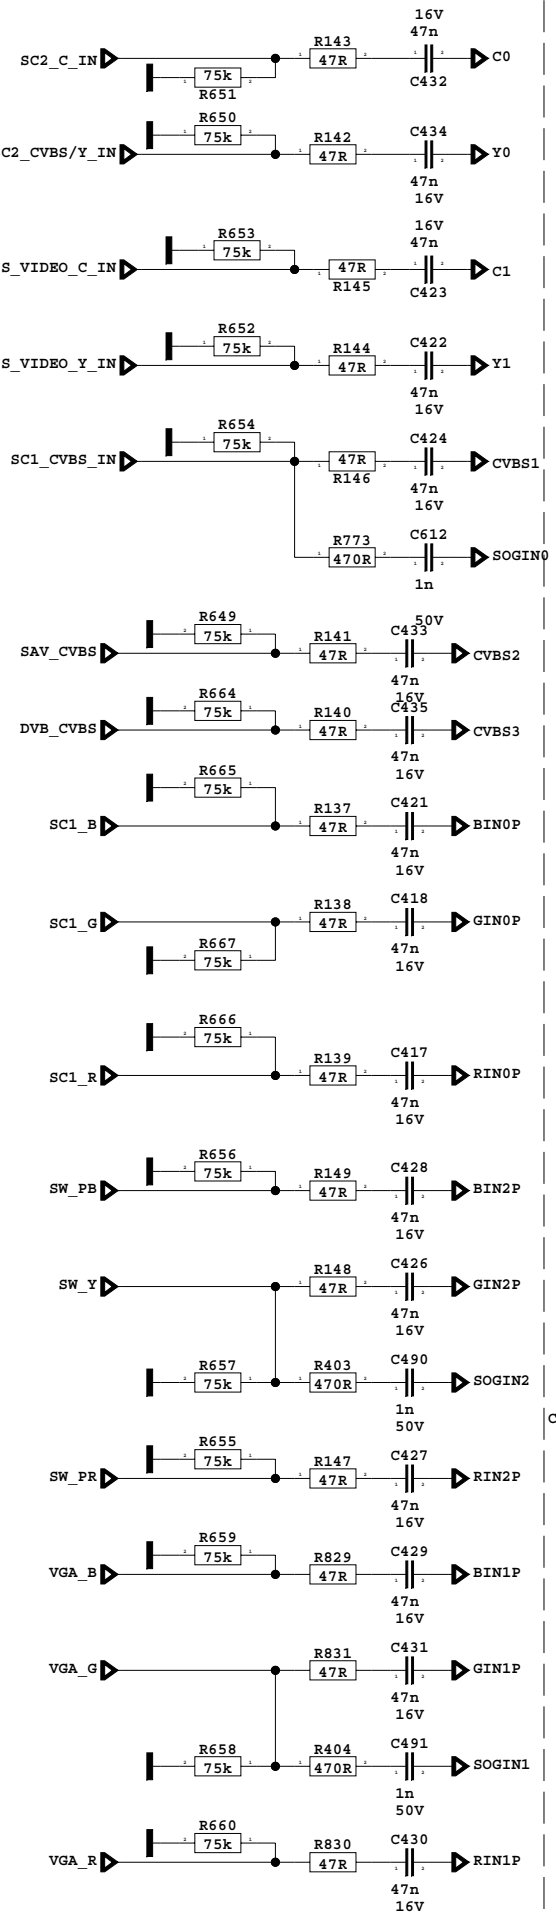 16V
47n
R143
SC2_C_IN
47R
C0
75k
R651
C432
R650
75k
C434
R142
C2_CVBS/Y_IN
47R
Y0
47n
16V
16V
47n
R653
75k
S_VIDEO_C_IN
47R
C1
R145
C423
R652
75k
C422
R144
S_VIDEO_Y_IN
47R
Y1
47n
16V
R654
75k
C424
SC1_CVBS_IN
47R
CVBS1
R146
47n
16V
R773
C612
470R
SOGIN0
1n
50V
R649
75k
C433
R141
SAV_CVBS
47R
CVBS2
47n
16V
R664
75k
C435
R140
DVB_CVBS
47R
CVBS3
47n
16V
R665
75k
C421
R137
SC1_B
47R
BIN0P
47n
16V
C418
R138
SC1_G
47R
GIN0P
R667
75k
47n
16V
R666
75k
C417
R139
SC1_R
47R
RIN0P
47n
16V
R656
75k
C428
R149
SW_PB
47R
BIN2P
47n
16V
C426
R148
SW_Y
47R
GIN2P
47n
16V
R657
R403
C490
75k
470R
SOGIN2
1n
50V
C
R655
75k
C427
R147
SW_PR
47R
RIN2P
47n
16V
R659
75k
C429
R829
VGA_B
47R
BIN1P
47n
16V
C431
R831
VGA_G
47R
GIN1P
47n
16V
R658
R404
C491
75k
470R
SOGIN1
1n
50V
R660
75k
C430
R830
VGA_R
47R
RIN1P
47n
16V